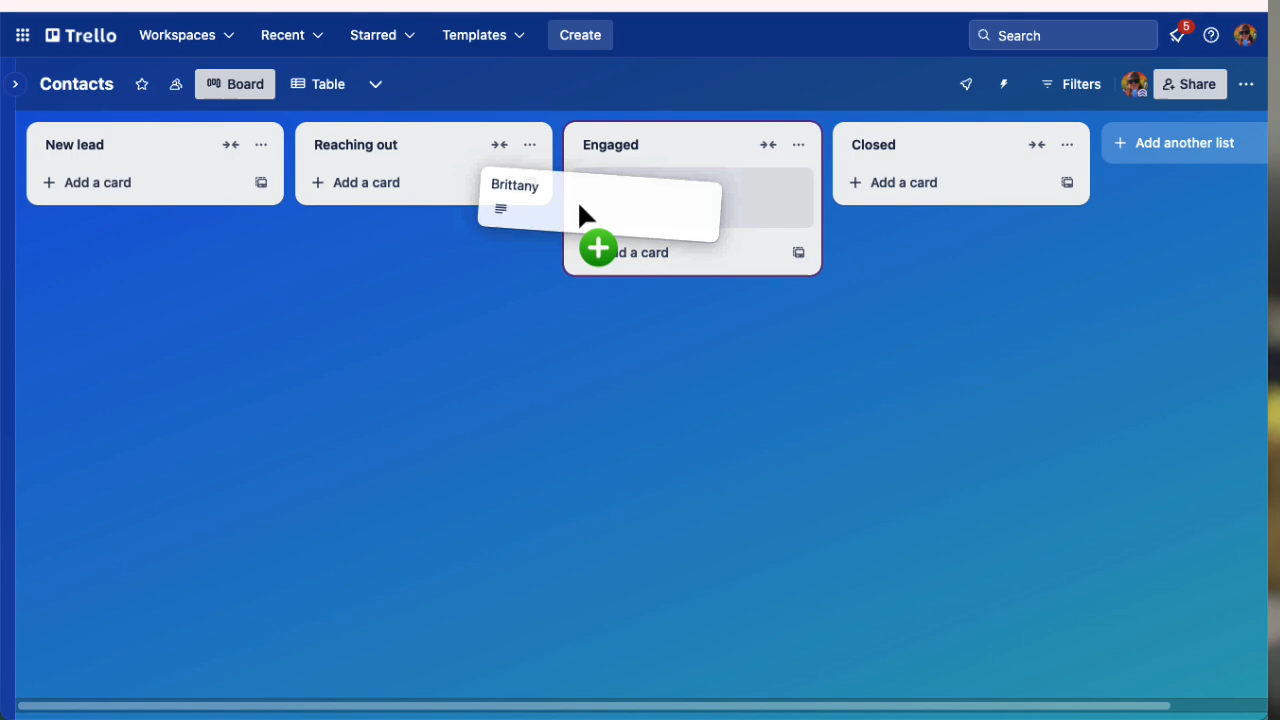 Trello
Workspaces
Recent
Starred
Templates
Create
Search
5
Contacts
Board
Table
Filters
Share
New lead
Add a card
Reaching out
Add a card
Engaged
Brittany
d a card
Closed
Add a card
Add another list